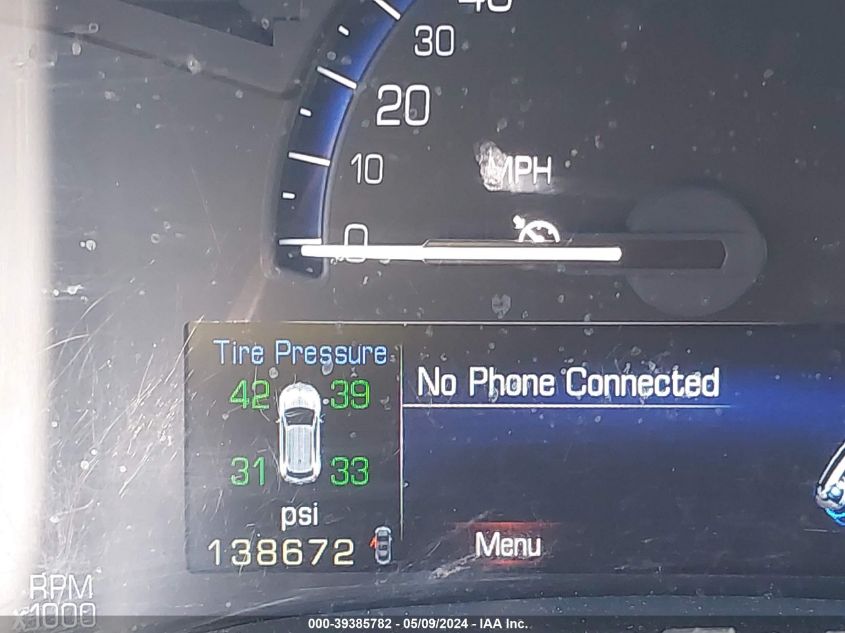 40
30
20
10
MPH
0
Tire Pressure
42 39
No Phone Connected
31 33
psi
138672
Menu
RPM
x1000
000-39385782 - 05/09/2024 - IAA Inc.